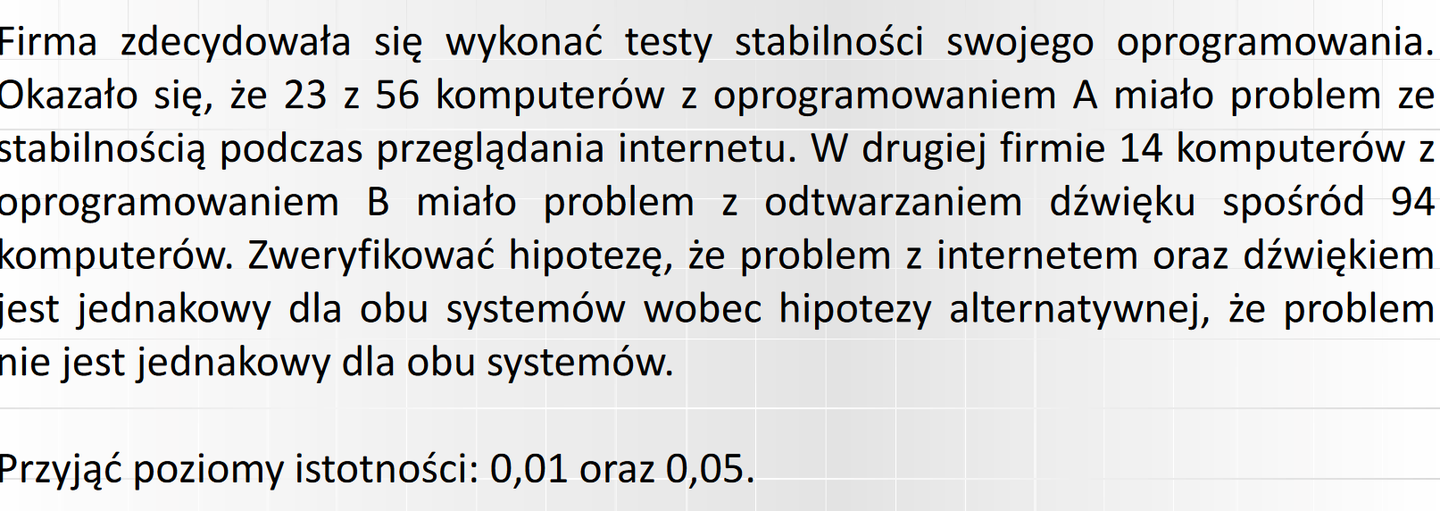 Firma zdecydowała się wykonać testy stabilności swojego oprogramowania.
Okazało się, że 23 z 56 komputerów z oprogramowaniem A miało problem ze
stabilnością podczas przeglądania internetu. W drugiej firmie 14 komputerów z
oprogramowaniem B miało problem z odtwarzaniem dźwięku spośród 94
komputerów. Zweryfikować hipotezę, że problem z internetem oraz dźwiękiem
jest jednakowy dla obu systemów wobec hipotezy alternatywnej, że problem
nie jest jednakowy dla obu systemów.
Przyjąć poziomy istotności: 0,01 oraz 0,05.